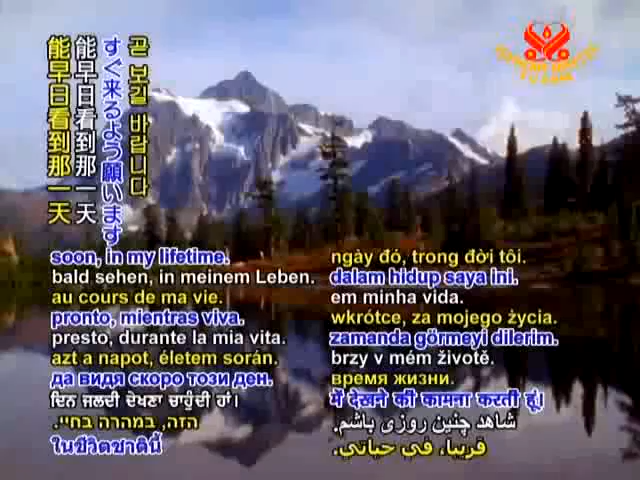 곧 보길 바랍니다
すぐ来るよう願います
能早日看到那一天
能早日看到那一天
soon, in my lifetime.
bald sehen, in meinem Leben.
au cours de ma vie.
pronto, mientras viva.
presto, durante la mia vita.
azt a napot, életem során.
да видя скоро този ден.
ਦਿਨ ਜਲਦੀ ਦੇਖਣਾ ਚਾਹੁੰਦੀ ਹਾਂ।
הזה, במהרה בחיי.
ในชีวิตชาตินี้
ngày đó, trong đời tôi.
dalam hidup saya ini.
em minha vida.
wkrótce, za mojego życia.
zamanda görmeyi dilerim.
brzy v mém životě.
время жизни.
में देखने की कामना करती हूं।
شاهد چنین روزی باشم.
قريبا، في حياتي.